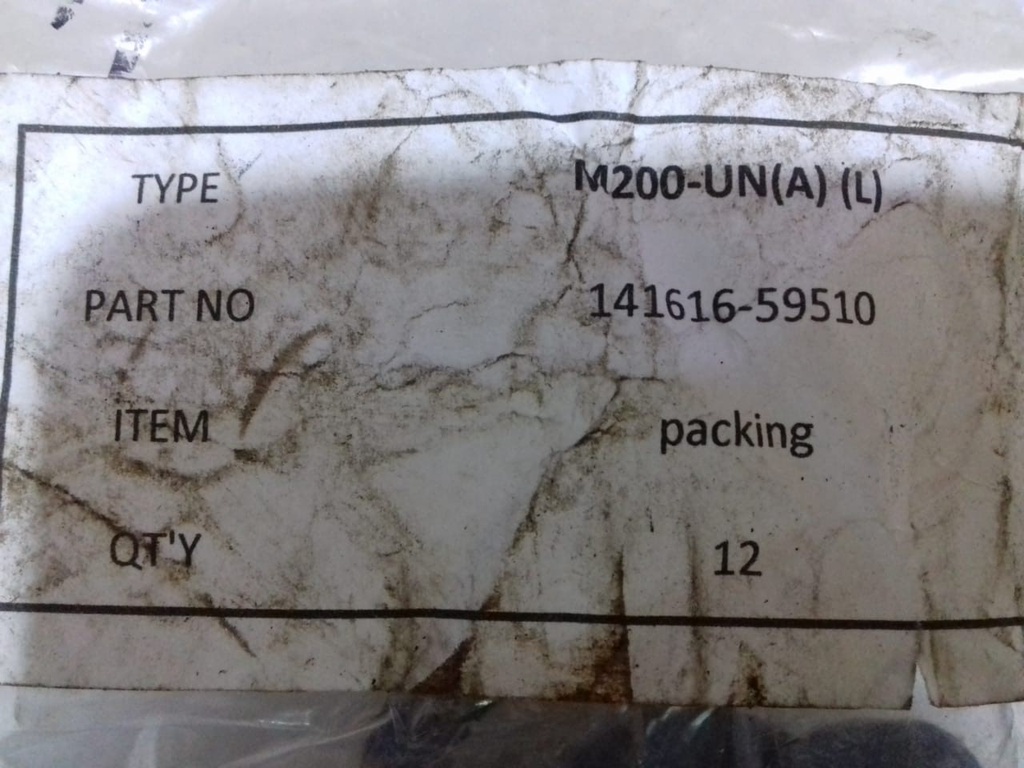 TYPE M200-UN(A) (L)
PART NO 141616-59510
ITEM packing
QT'Y 12